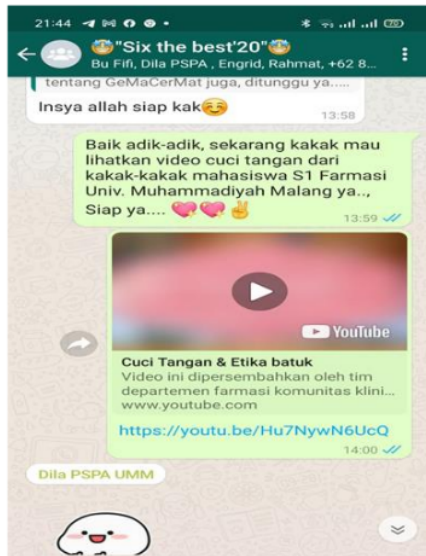 21:44
75
"Six the best'20"
Bu Fifi, Dila PSPA , Engrid, Rahmat, +62 8...
tentang GeMaCerMat juga, ditunggu ya.....
Insya allah siap kak
13:58
Baik adik-adik, sekarang kakak mau
lihatkan video cuci tangan dari
kakak-kakak mahasiswa S1 Farmasi
Univ. Muhammadiyah Malang ya..,
Siap ya....
13:59
YouTube
Cuci Tangan & Etika batuk
Video ini dipersembahkan oleh tim
departemen farmasi komunitas klini...
www.youtube.com
https://youtu.be/Hu7NywN6UcQ
14:00
Dila PSPA UMM